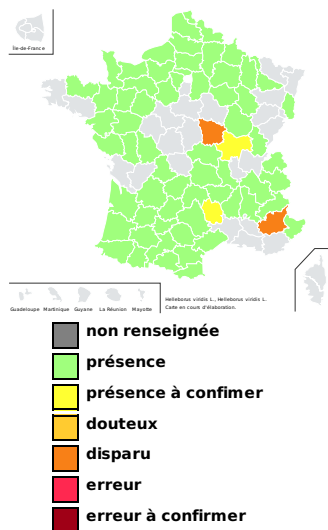 Île-de-France
Guadeloupe Martinique Guyane La Réunion Mayotte
Helleborus viridis L., Helleborus viridis L.
Carte en cours d'élaboration.
non renseignée
présence
présence à confimer
douteux
disparu
erreur
erreur à confirmer